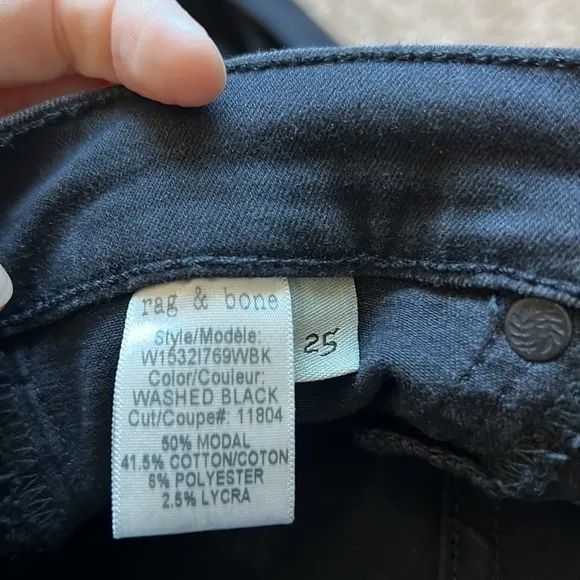 rag & bone
Style/Modèle:
W1532I769WBK
Color/Couleur:
WASHED BLACK
Cut/Coupe#: 11804
50% MODAL
41.5% COTTON/COTON
6% POLYESTER
2.5% LYCRA
25